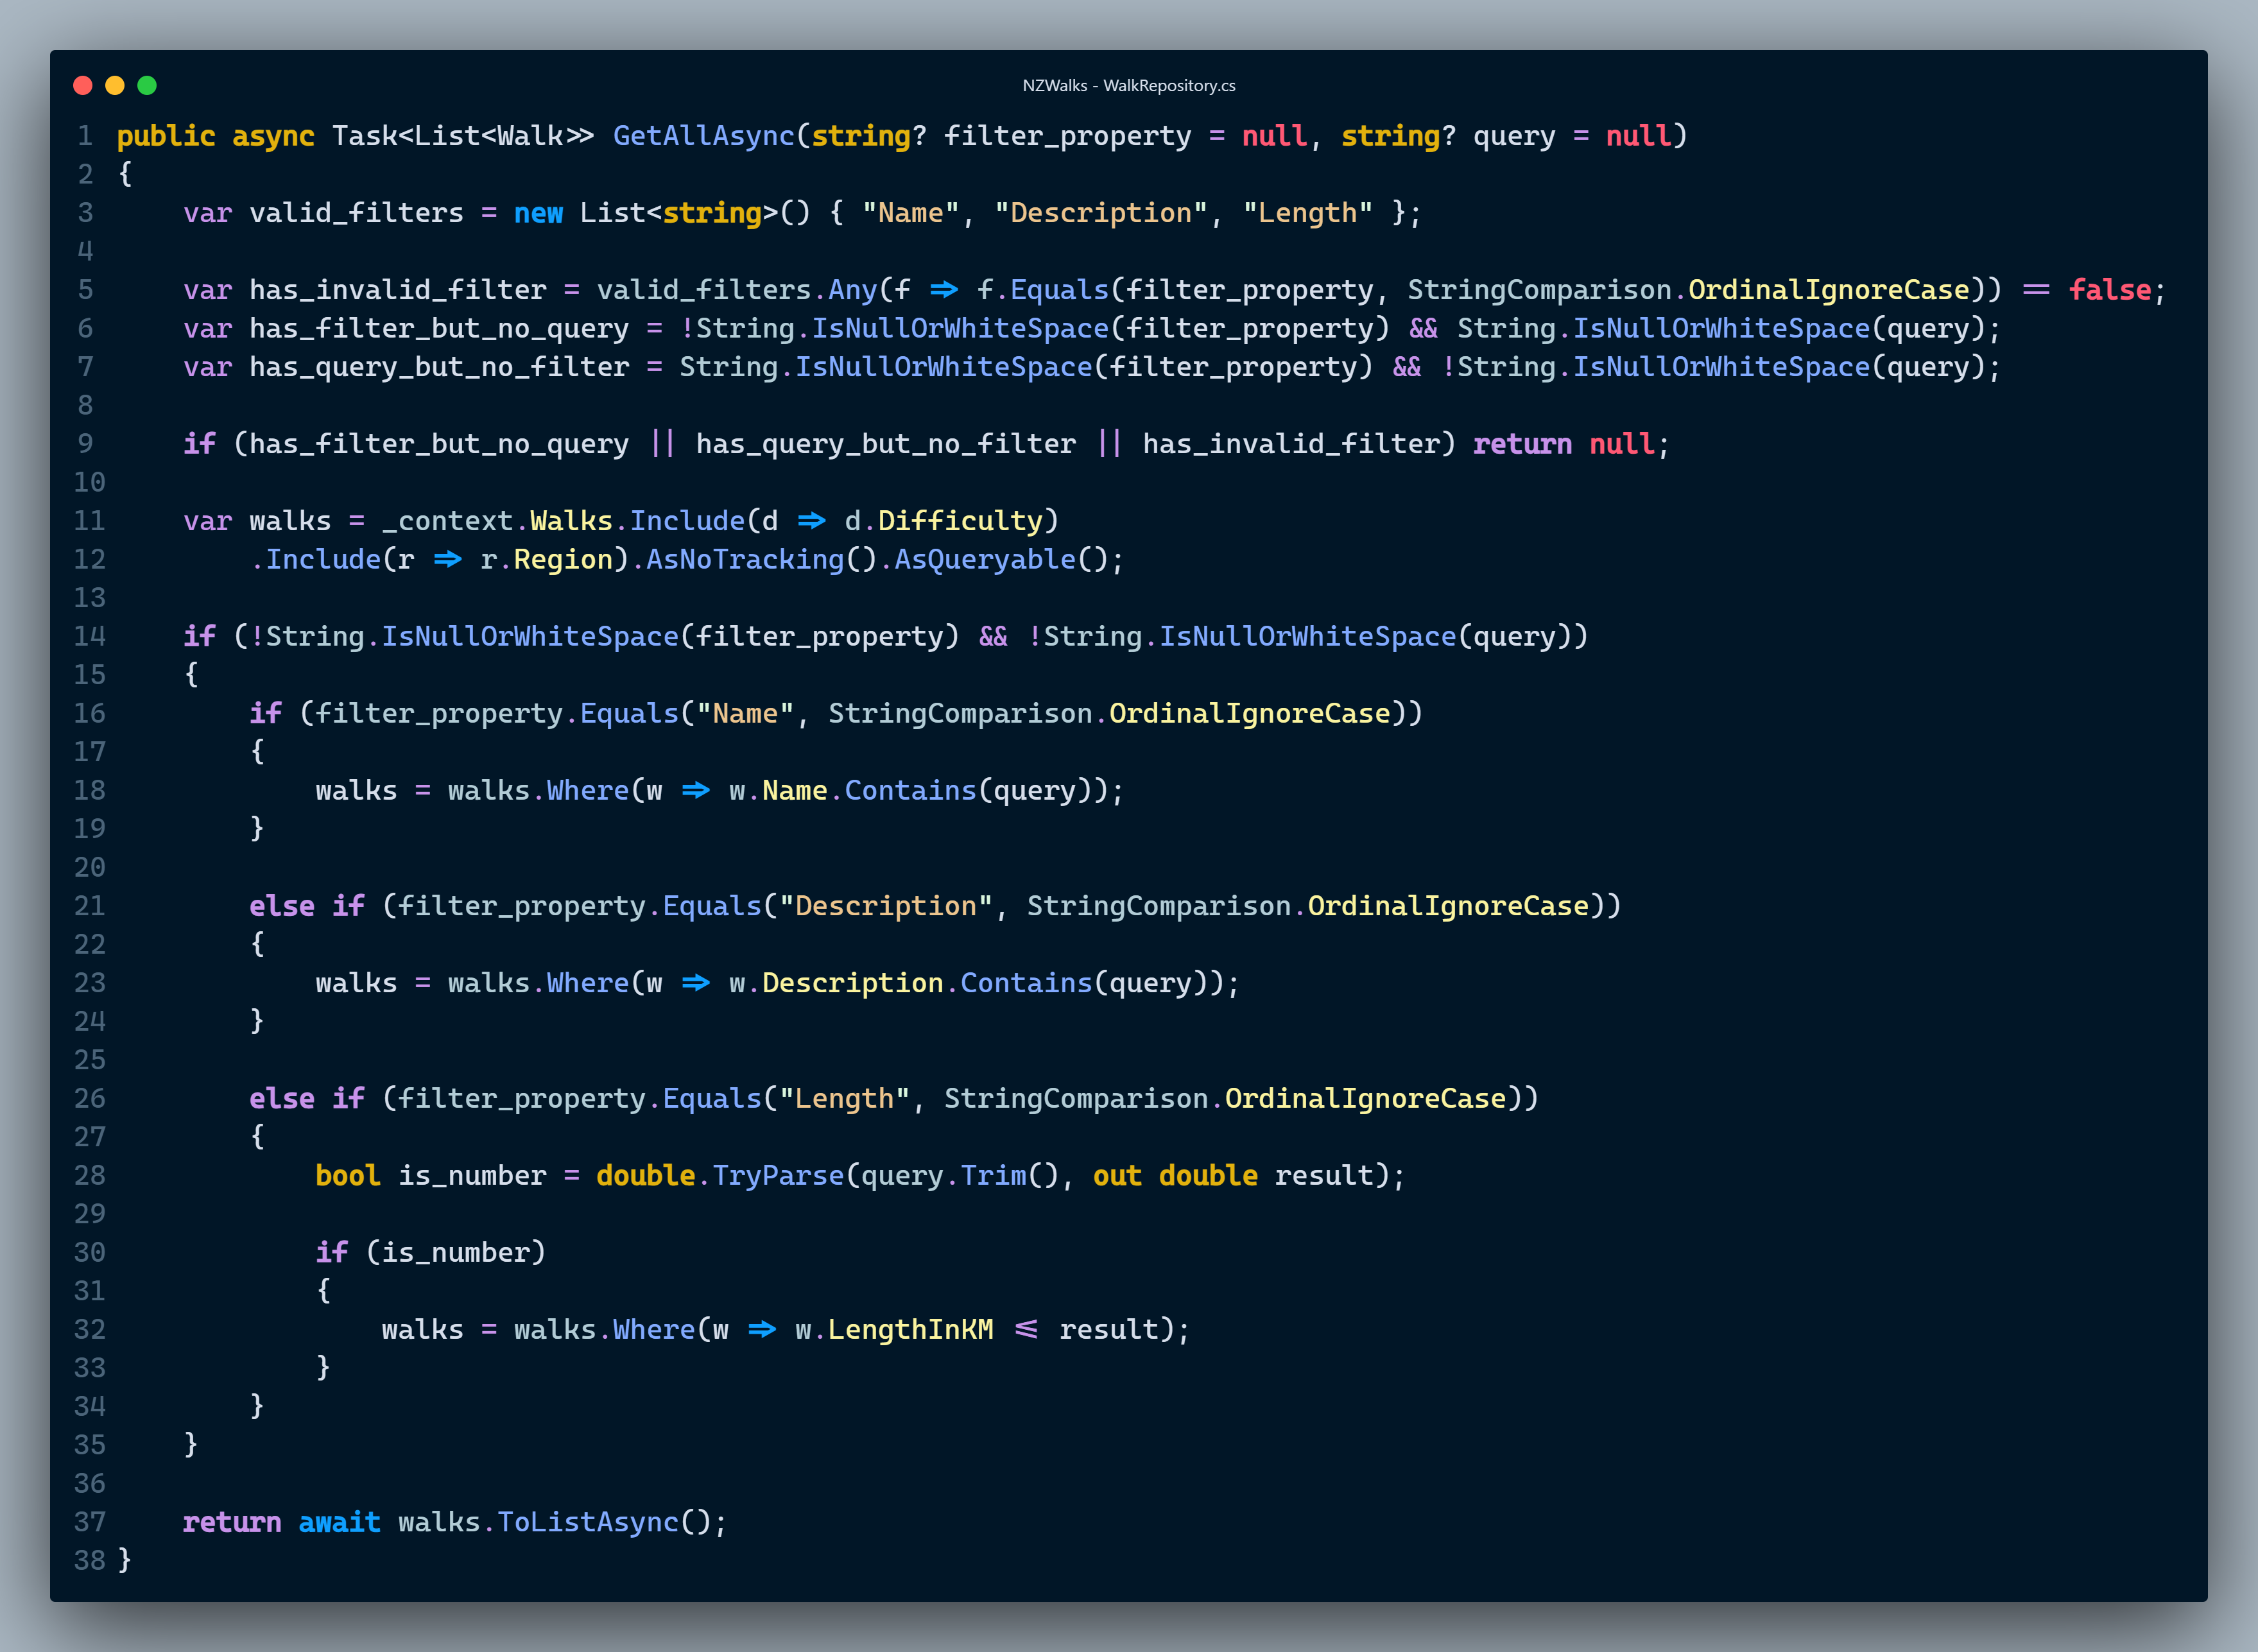 NZWalks - WalkRepository.cs
1 public async Task<List<Walk>> GetAllAsync(string? filter_property = null, string? query = null)
2 {
3     var valid_filters = new List<string>() { "Name", "Description", "Length" };
4
5     var has_invalid_filter = valid_filters.Any(f => f.Equals(filter_property, StringComparison.OrdinalIgnoreCase)) == false;
6     var has_filter_but_no_query = !String.IsNullOrWhiteSpace(filter_property) && String.IsNullOrWhiteSpace(query);
7     var has_query_but_no_filter = String.IsNullOrWhiteSpace(filter_property) && !String.IsNullOrWhiteSpace(query);
8
9     if (has_filter_but_no_query || has_query_but_no_filter || has_invalid_filter) return null;
10
11     var walks = _context.Walks.Include(d => d.Difficulty)
12         .Include(r => r.Region).AsNoTracking().AsQueryable();
13
14     if (!String.IsNullOrWhiteSpace(filter_property) && !String.IsNullOrWhiteSpace(query))
15     {
16         if (filter_property.Equals("Name", StringComparison.OrdinalIgnoreCase))
17         {
18             walks = walks.Where(w => w.Name.Contains(query));
19         }
20
21         else if (filter_property.Equals("Description", StringComparison.OrdinalIgnoreCase))
22         {
23             walks = walks.Where(w => w.Description.Contains(query));
24         }
25
26         else if (filter_property.Equals("Length", StringComparison.OrdinalIgnoreCase))
27         {
28             bool is_number = double.TryParse(query.Trim(), out double result);
29
30             if (is_number)
31             {
32                 walks = walks.Where(w => w.LengthInKM <= result);
33             }
34         }
35     }
36
37     return await walks.ToListAsync();
38 }